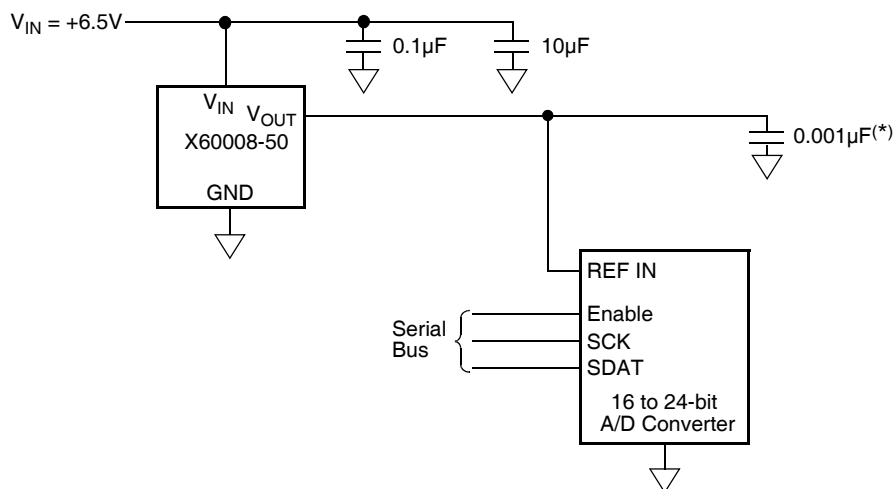 V_IN = +6.5V
0.1µF
10µF
V_IN
V_OUT
X60008-50
GND
0.001µF(*)
REF IN
Enable
SCK
SDAT
Serial
Bus
16 to 24-bit
A/D Converter